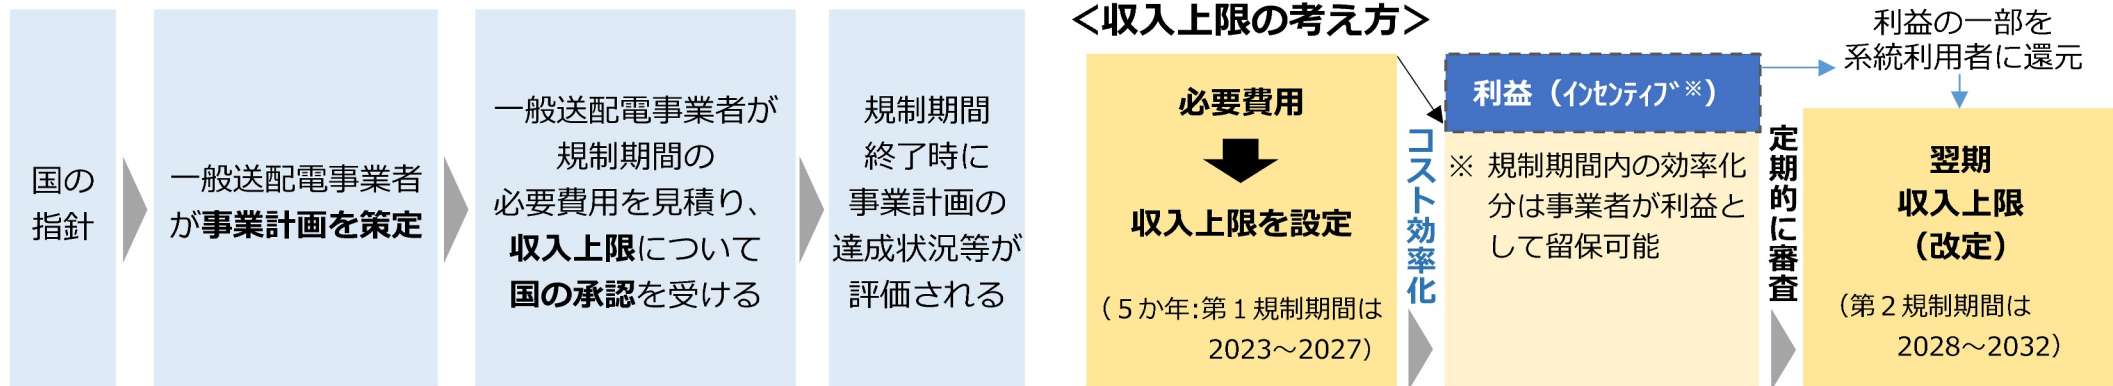 国の
指針
一般送配電事業者
が事業計画を策定
一般送配電事業者が
規制期間の
必要費用を見積り、
収入上限について
国の承認を受ける
規制期間
終了時に
事業計画の
達成状況等が
評価される
＜収入上限の考え方＞
必要費用
収入上限を設定
（５か年:第１規制期間は
2023～2027）
コスト効率化
利益（ｲﾝｾﾝﾃｨﾌﾞ※）
※ 規制期間内の効率化
分は事業者が利益と
して留保可能
定期的に審査
利益の一部を
系統利用者に還元
翌期
収入上限
（改定）
（第２規制期間は
2028～2032）